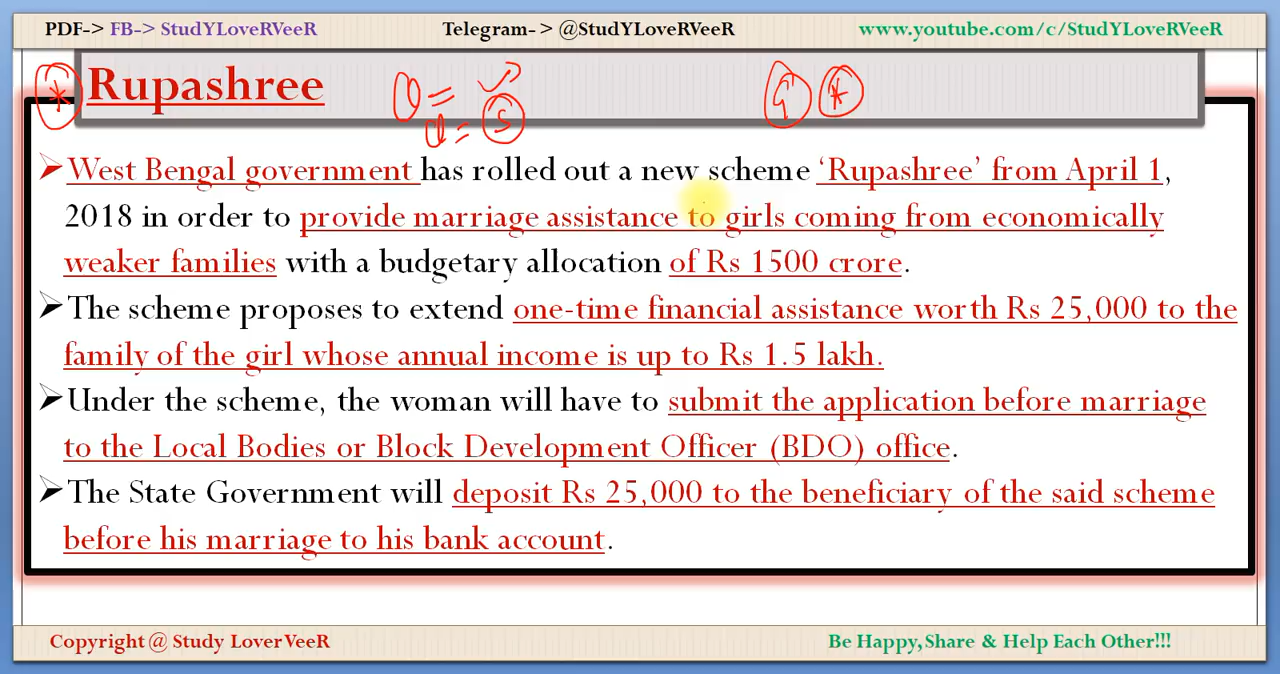 PDF-> FB-> StudYLoveRVeeR Telegram- > @StudYLoveRVeeR www.youtube.com/c/StudYLoveRVeeR
Rupashree
West Bengal government has rolled out a new scheme ‘Rupashree’ from April 1,
2018 in order to provide marriage assistance to girls coming from economically
weaker families with a budgetary allocation of Rs 1500 crore.
The scheme proposes to extend one-time financial assistance worth Rs 25,000 to the
family of the girl whose annual income is up to Rs 1.5 lakh.
Under the scheme, the woman will have to submit the application before marriage
to the Local Bodies or Block Development Officer (BDO) office.
The State Government will deposit Rs 25,000 to the beneficiary of the said scheme
before his marriage to his bank account.
Copyright @ Study LoverVeeR Be Happy,Share & Help Each Other!!!